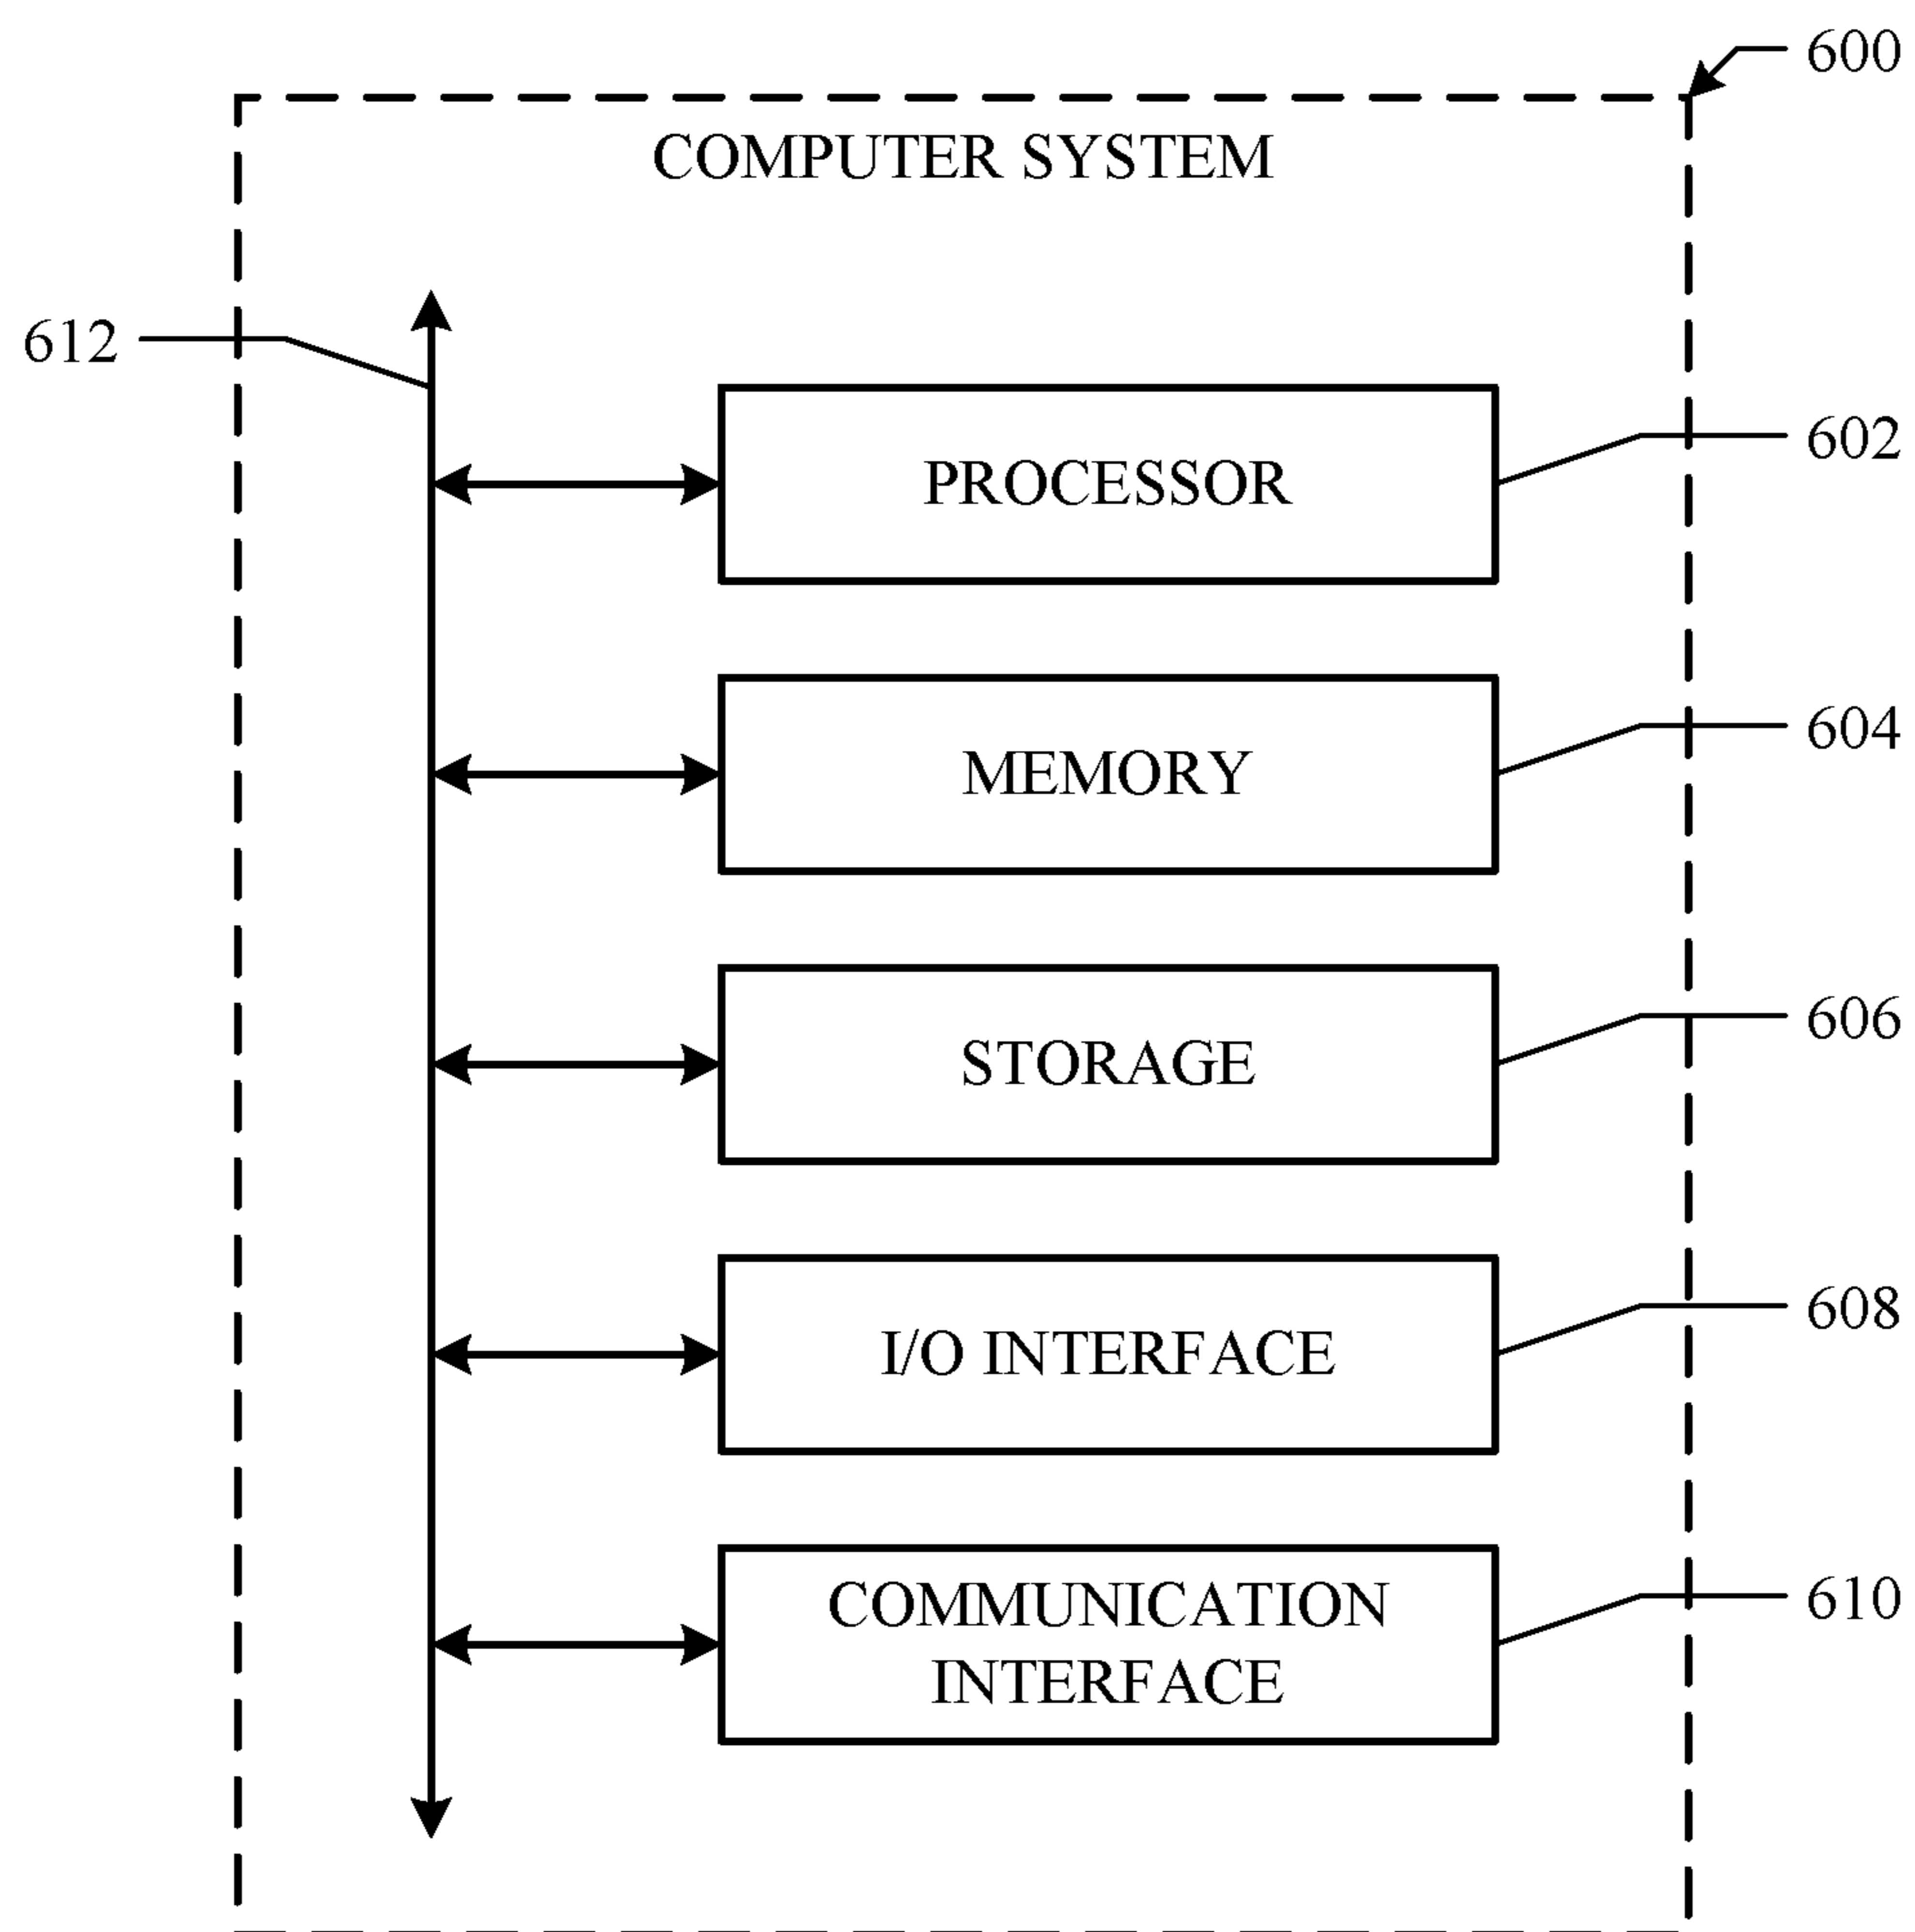 600
COMPUTER SYSTEM
612
602
PROCESSOR
604
MEMORY
606
STORAGE
608
I/O INTERFACE
610
COMMUNICATION
INTERFACE